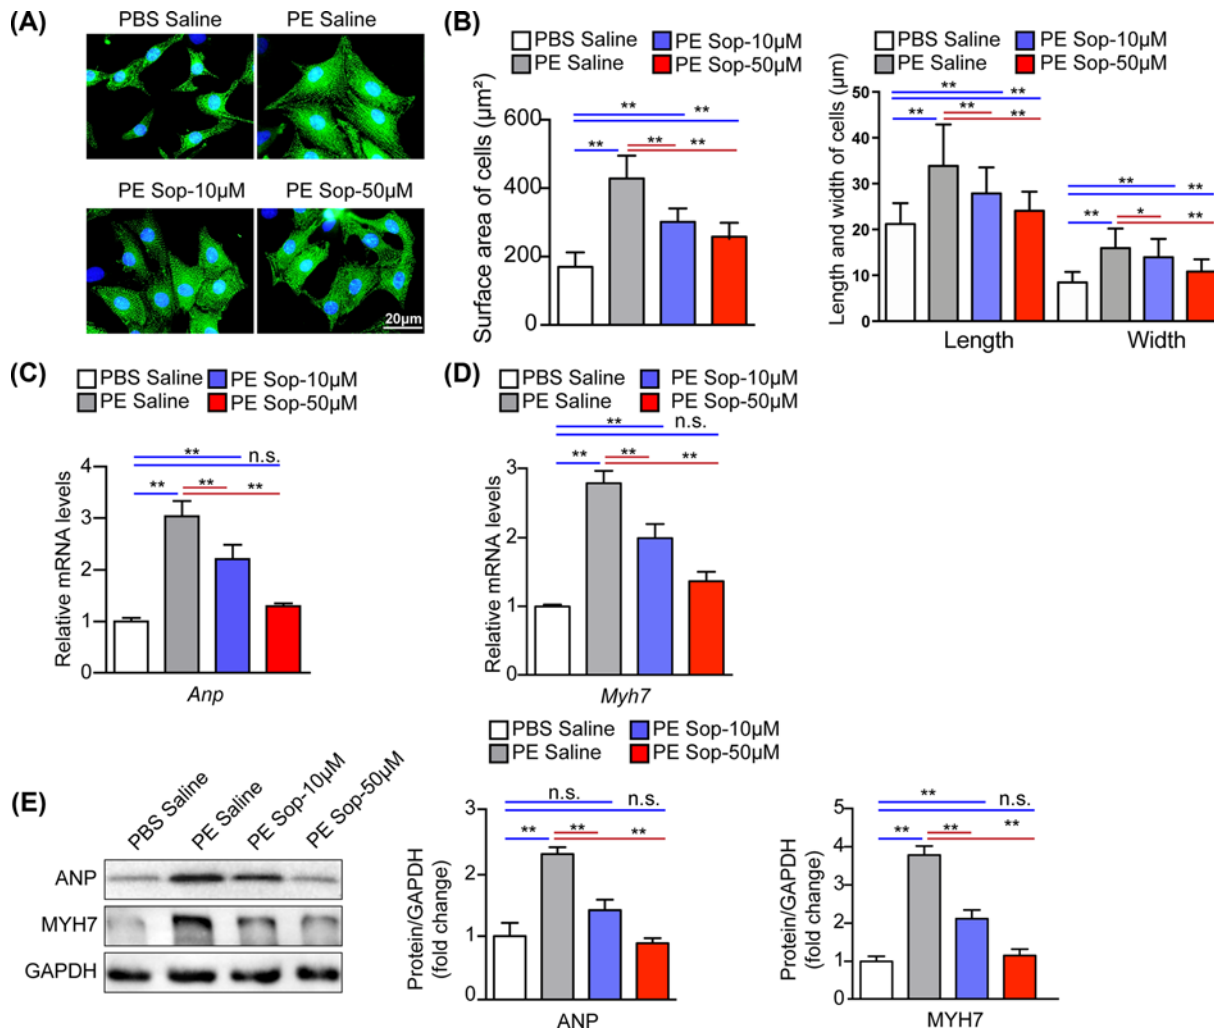 (A)
PBS Saline
PE Saline
PE Sop-10µM
PE Sop-50µM
20µm
(B)
PBS Saline
PE Sop-10µM
PE Saline
PE Sop-50µM
Surface area of cells (µm²)
600
400
200
0
**
**
**
**
**
PBS Saline
PE Sop-10µM
PE Saline
PE Sop-50µM
Length and width of cells (µm)
50
40
30
20
10
0
**
**
**
**
**
**
**
**
*
**
Length
Width
(C)
PBS Saline
PE Sop-10µM
PE Saline
PE Sop-50µM
Relative mRNA levels
4
3
2
1
0
**
n.s.
**
**
**
Anp
(D)
PBS Saline
PE Sop-10µM
PE Saline
PE Sop-50µM
Relative mRNA levels
3
2
1
0
**
n.s.
**
**
**
Myh7
(E)
PBS Saline
PE Saline
PE Sop-10µM
PE Sop-50µM
ANP
MYH7
GAPDH
PBS Saline
PE Sop-10µM
PE Saline
PE Sop-50µM
Protein/GAPDH
(fold change)
3
2
1
0
n.s.
n.s.
**
**
**
ANP
Protein/GAPDH
(fold change)
5
4
3
2
1
0
**
n.s.
**
**
**
MYH7